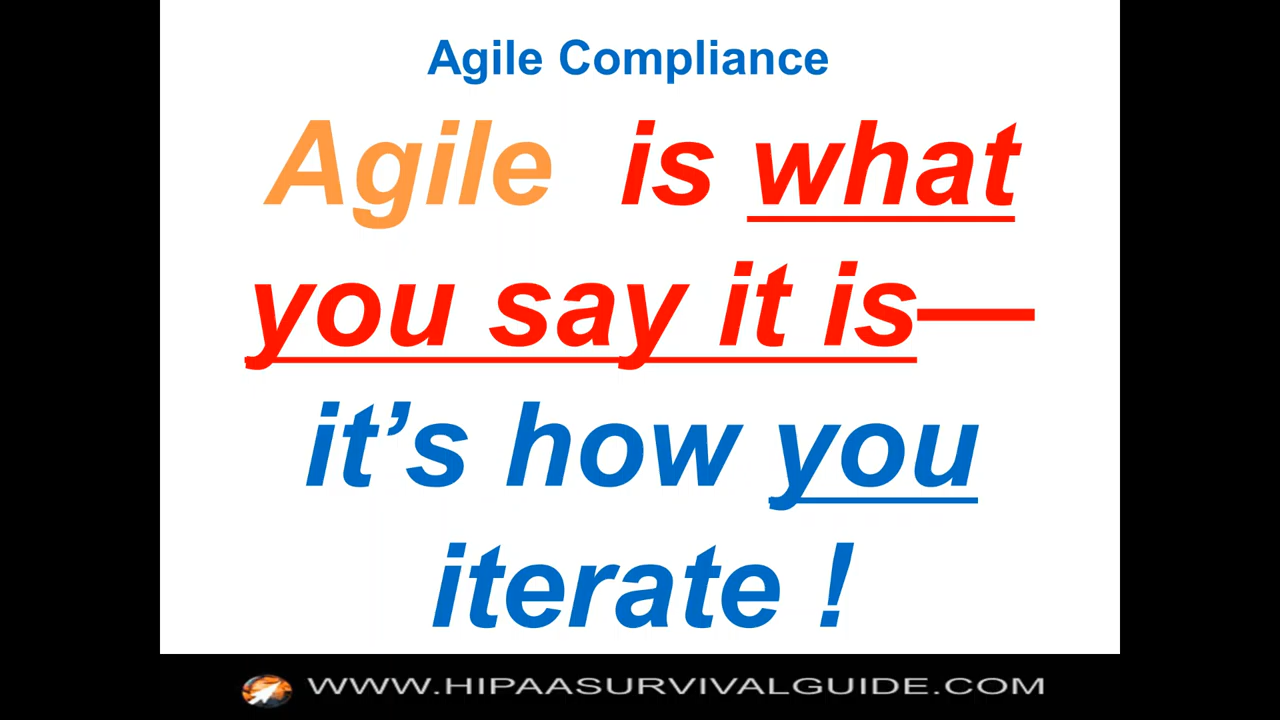 Agile Compliance
Agile is what
you say it is—
it’s how you
iterate !
WWW.HIPAASURVIVALGUIDE.COM